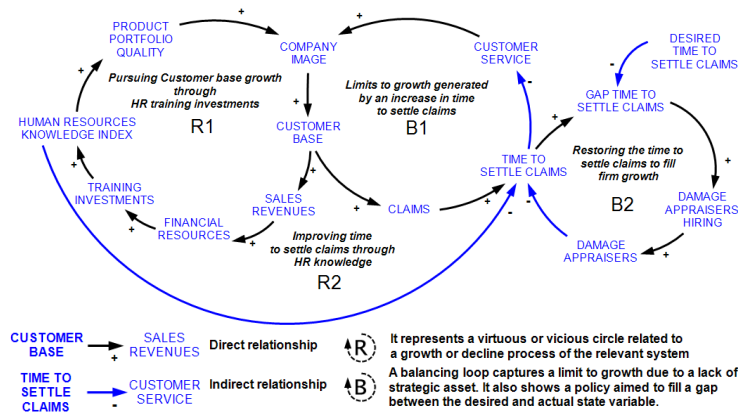 PRODUCT
PORTFOLIO
QUALITY
+
+
COMPANY
IMAGE
+
CUSTOMER
SERVICE
DESIRED
TIME TO
SETTLE CLAIMS
-
-
GAP TIME TO
SETTLE CLAIMS
Pursuing Customer base growth
through
HR training investments
R1
Limits to growth generated
by an increase in time
to settle claims
B1
+
HUMAN RESOURCES
KNOWLEDGE INDEX
CUSTOMER
BASE
+
TIME TO
SETTLE CLAIMS
Restoring the time to
settle claims to fill
firm growth
B2
+
+
+
+
TRAINING
INVESTMENTS
SALES
REVENUES
CLAIMS
+
-
-
DAMAGE
APPRAISERS
HIRING
+
FINANCIAL
RESOURCES
+
Improving time
to settle claims through
HR knowledge
R2
DAMAGE
APPRAISERS
+
CUSTOMER
BASE
+
SALES
REVENUES
Direct relationship
R
It represents a virtuous or vicious circle related to
a growth or decline process of the relevant system
TIME TO
SETTLE
CLAIMS
-
CUSTOMER
SERVICE
Indirect relationship
B
A balancing loop captures a limit to growth due to a lack of
strategic asset. It also shows a policy aimed to fill a gap
between the desired and actual state variable.